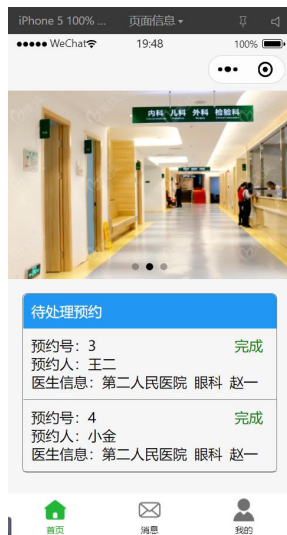 iPhone 5 100% ... 页面信息
WeChat 19:48 100%
内科 儿科 外科 检验科
待处理预约
预约号：3 完成
预约人：王二
医生信息：第二人民医院 眼科 赵一
预约号：4 完成
预约人：小金
医生信息：第二人民医院 眼科 赵一
首页 消息 我的